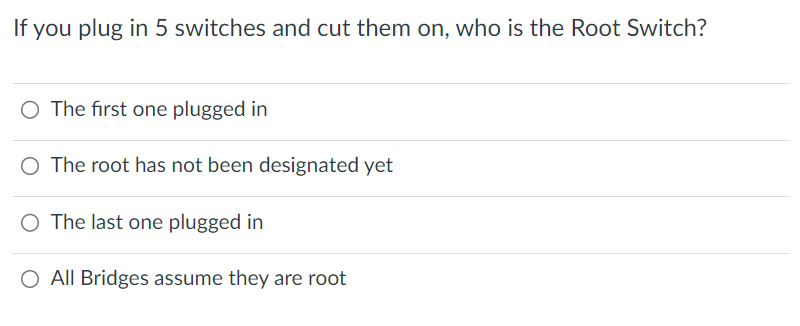 If you plug in 5 switches and cut them on, who is the Root Switch?
The first one plugged in
The root has not been designated yet
The last one plugged in
All Bridges assume they are root